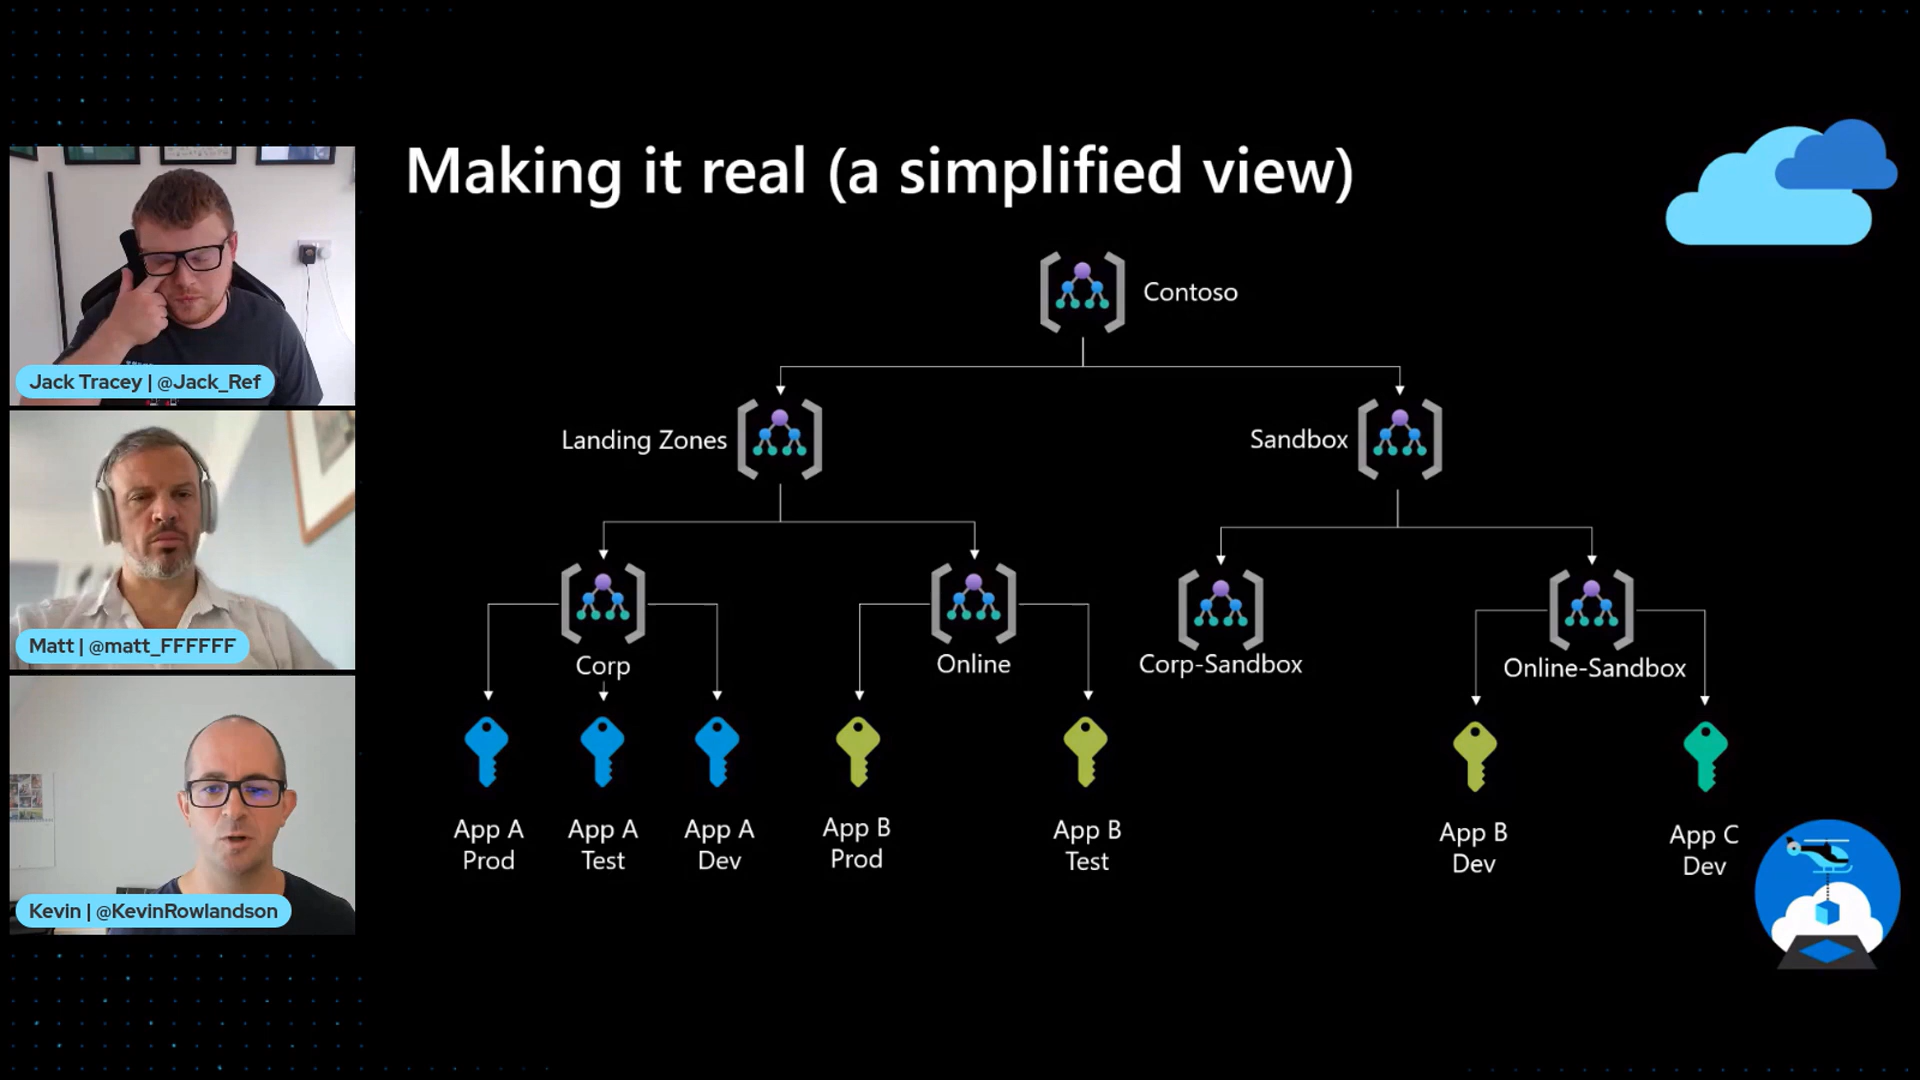 Making it real (a simplified view)
Contoso
Landing Zones
Sandbox
Corp
Online
Corp-Sandbox
Online-Sandbox
App A
Prod
App A
Test
App A
Dev
App B
Prod
App B
Test
App B
Dev
App C
Dev
Jack Tracey | @Jack_Ref
Matt | @matt_FFFFFF
Kevin | @KevinRowlandson